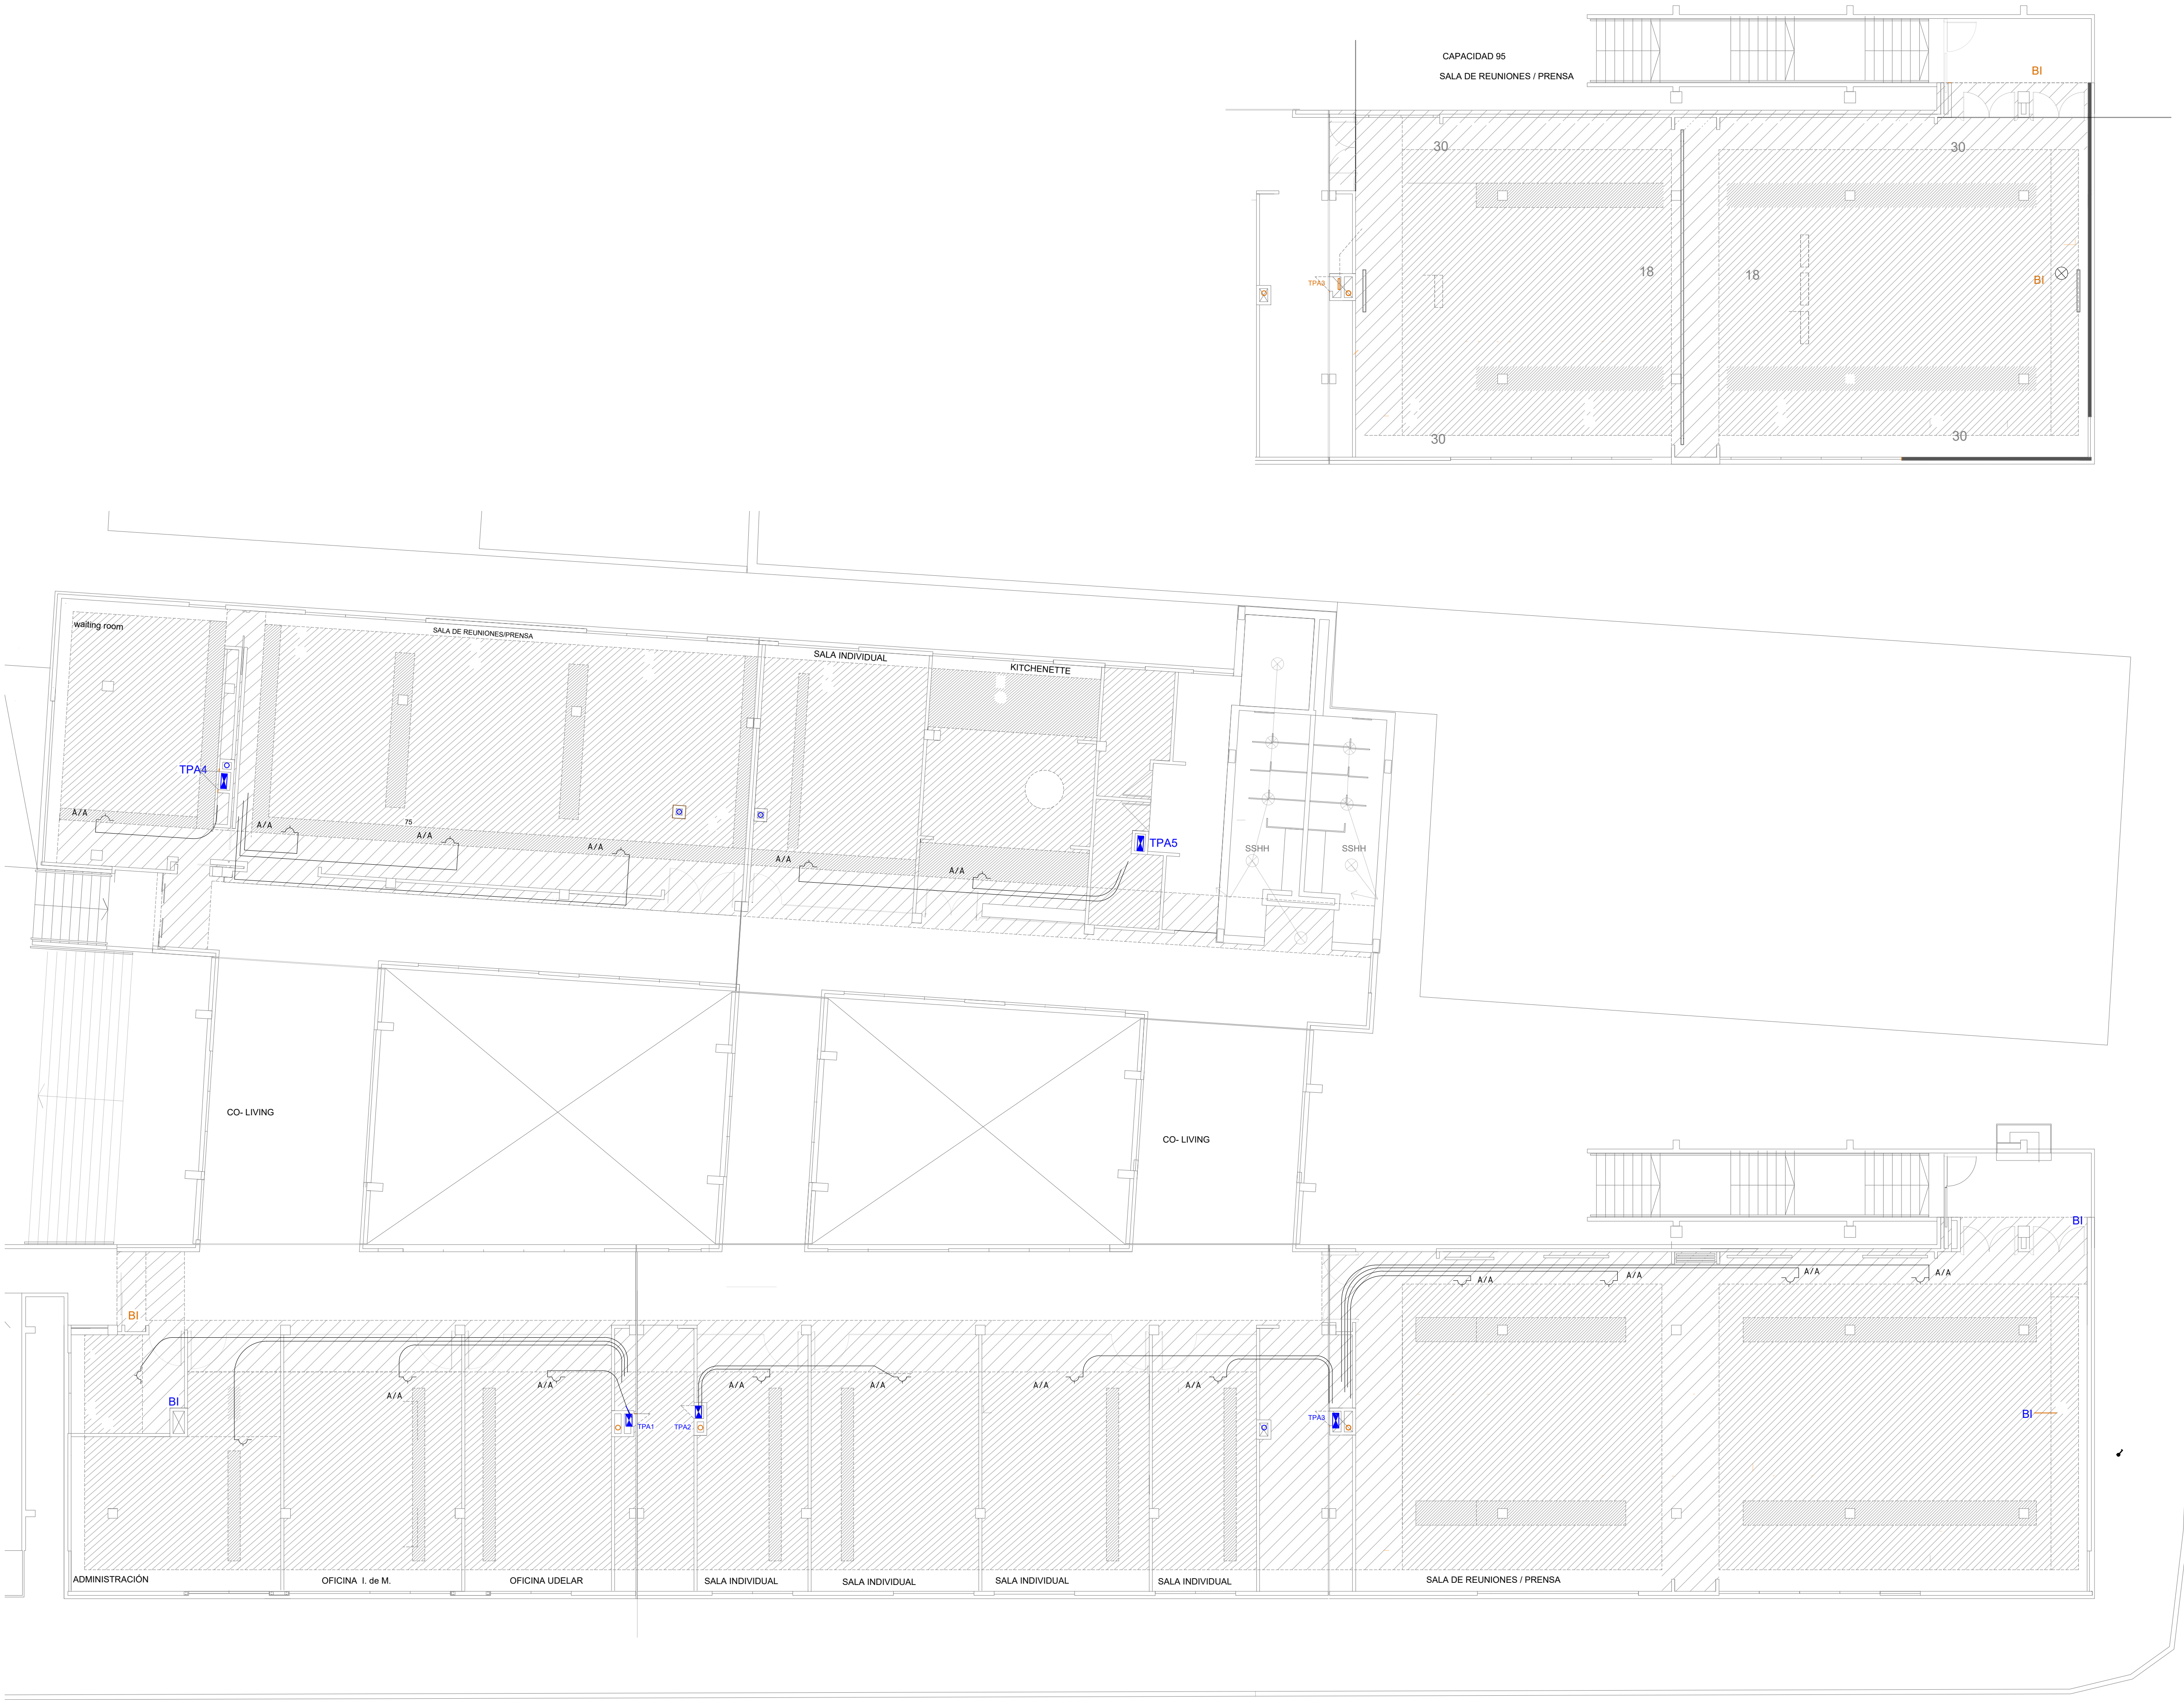 CAPACIDAD 95
SALA DE REUNIONES / PRENSA
BI
30
30
18
18
BI
TPA3
30
30
waiting room
SALA DE REUNIONES/PRENSA
SALA INDIVIDUAL
KITCHENETTE
TPA4
A/A
75
A/A
A/A
A/A
A/A
A/A
TPA5
SSHH
SSHH
CO- LIVING
CO- LIVING
BI
A/A
A/A
A/A
A/A
BI
BI
A/A
A/A
A/A
A/A
A/A
A/A
TPA1
TPA2
TPA3
BI
ADMINISTRACIÓN
OFICINA I. de M.
OFICINA UDELAR
SALA INDIVIDUAL
SALA INDIVIDUAL
SALA INDIVIDUAL
SALA INDIVIDUAL
SALA DE REUNIONES / PRENSA